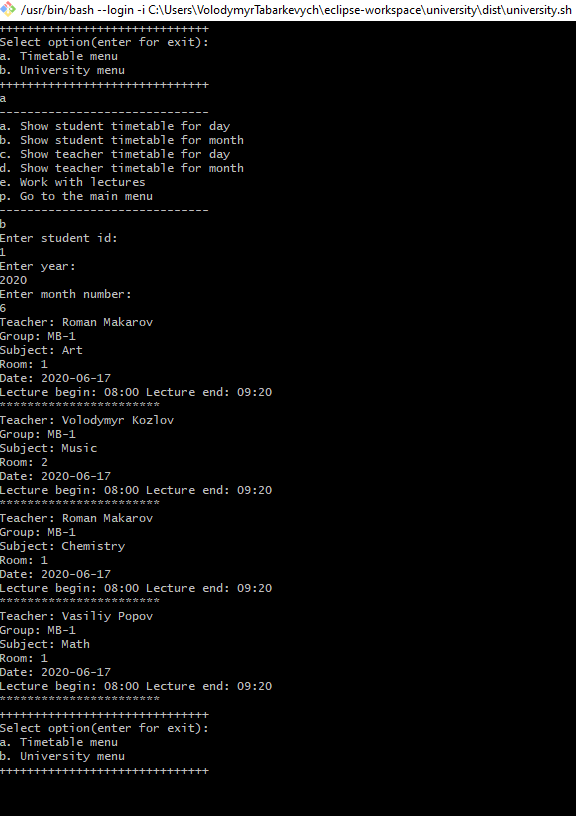 /usr/bin/bash --login -i C:\Users\VolodymyrTabarkevych\eclipse-workspace\university\dist\university.sh
++++++++++++++++++++++++++++++
Select option(enter for exit):
a. Timetable menu
b. University menu
++++++++++++++++++++++++++++++
a
------------------------------
a. Show student timetable for day
b. Show student timetable for month
c. Show teacher timetable for day
d. Show teacher timetable for month
e. Work with lectures
p. Go to the main menu
------------------------------
b
Enter student id:
1
Enter year:
2020
Enter month number:
6
Teacher: Roman Makarov
Group: MB-1
Subject: Art
Room: 1
Date: 2020-06-17
Lecture begin: 08:00 Lecture end: 09:20
***********************
Teacher: Volodymyr Kozlov
Group: MB-1
Subject: Music
Room: 2
Date: 2020-06-17
Lecture begin: 08:00 Lecture end: 09:20
***********************
Teacher: Roman Makarov
Group: MB-1
Subject: Chemistry
Room: 1
Date: 2020-06-17
Lecture begin: 08:00 Lecture end: 09:20
***********************
Teacher: Vasiliy Popov
Group: MB-1
Subject: Math
Room: 1
Date: 2020-06-17
Lecture begin: 08:00 Lecture end: 09:20
***********************
++++++++++++++++++++++++++++++
Select option(enter for exit):
a. Timetable menu
b. University menu
++++++++++++++++++++++++++++++